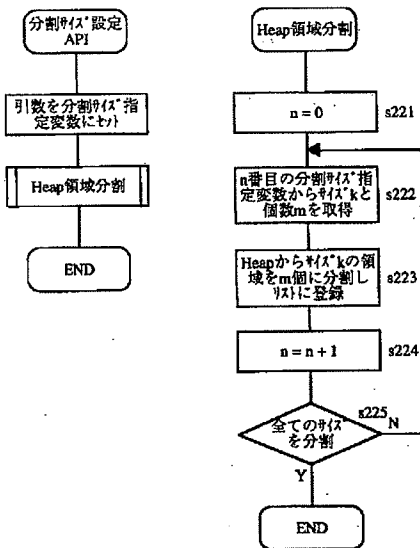 分割ｻｲｽﾞ設定
API
引数を分割ｻｲｽﾞ指
定変数にｾｯﾄ
Heap領域分割
END
Heap領域分割
n = 0
s221
n番目の分割ｻｲｽﾞ指
定変数からｻｲｽﾞkと
個数mを取得
s222
Heapからｻｲｽﾞkの領
域をm個に分割し
ﾘｽﾄに登録
s223
n = n + 1
s224
s225
全てのｻｲｽﾞ
を分割
N
Y
END